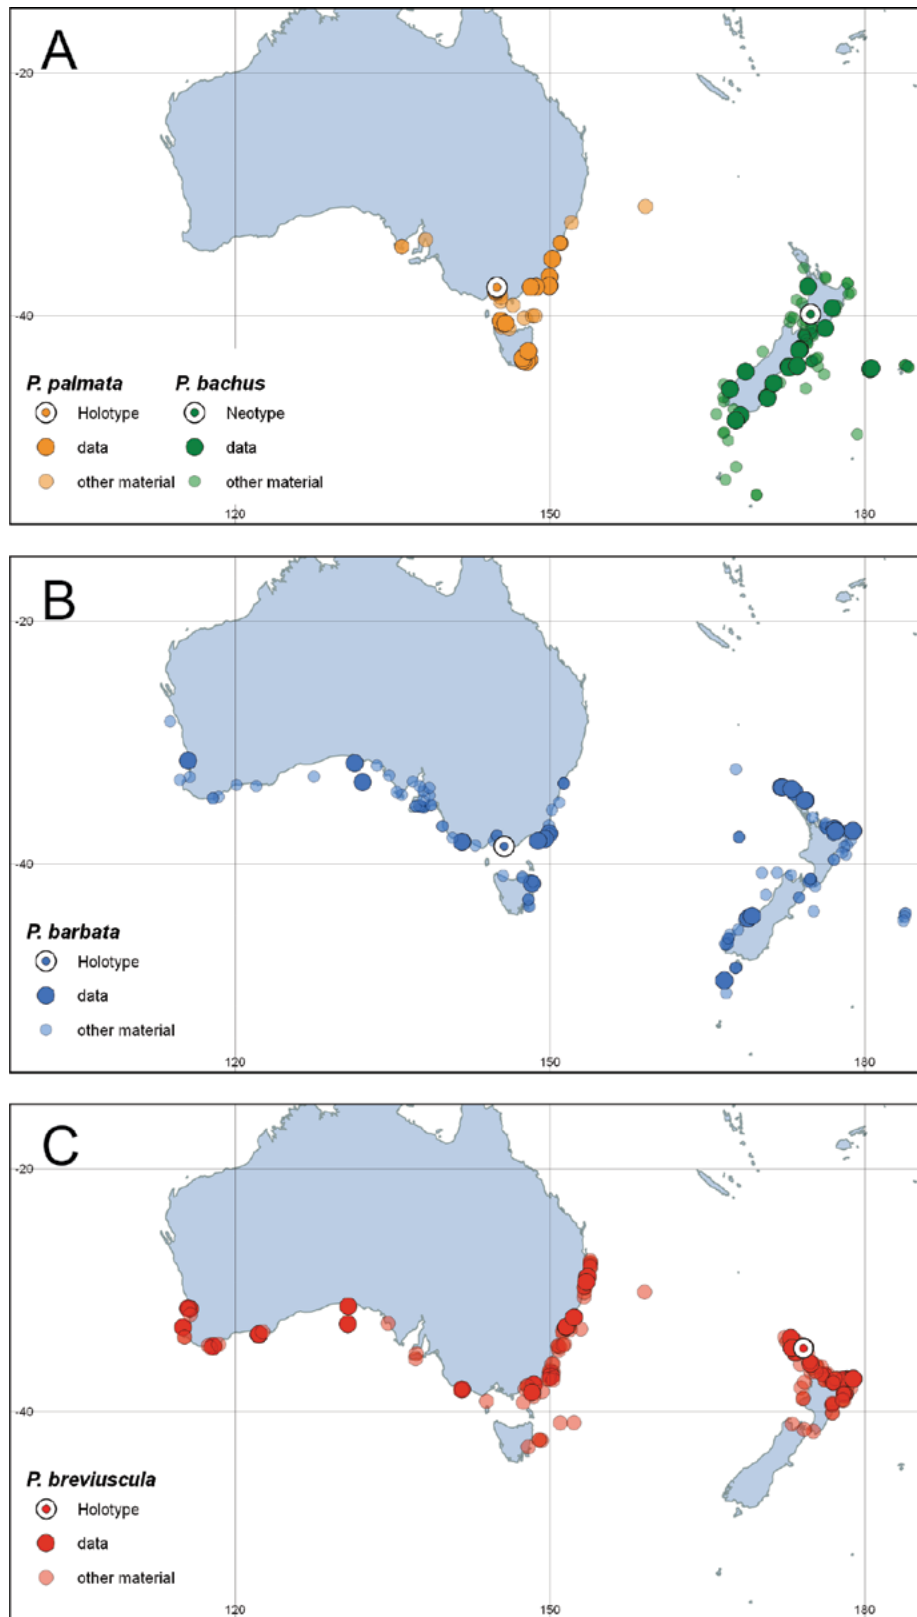 A
-20
-40
P. palmata P. bachus
Holotype Neotype
data data
other material other material
120 150 180
B
-20
-40
P. barbata
Holotype
data
other material
120 150 180
C
-20
-40
P. breviuscula
Holotype
data
other material
120 150 180